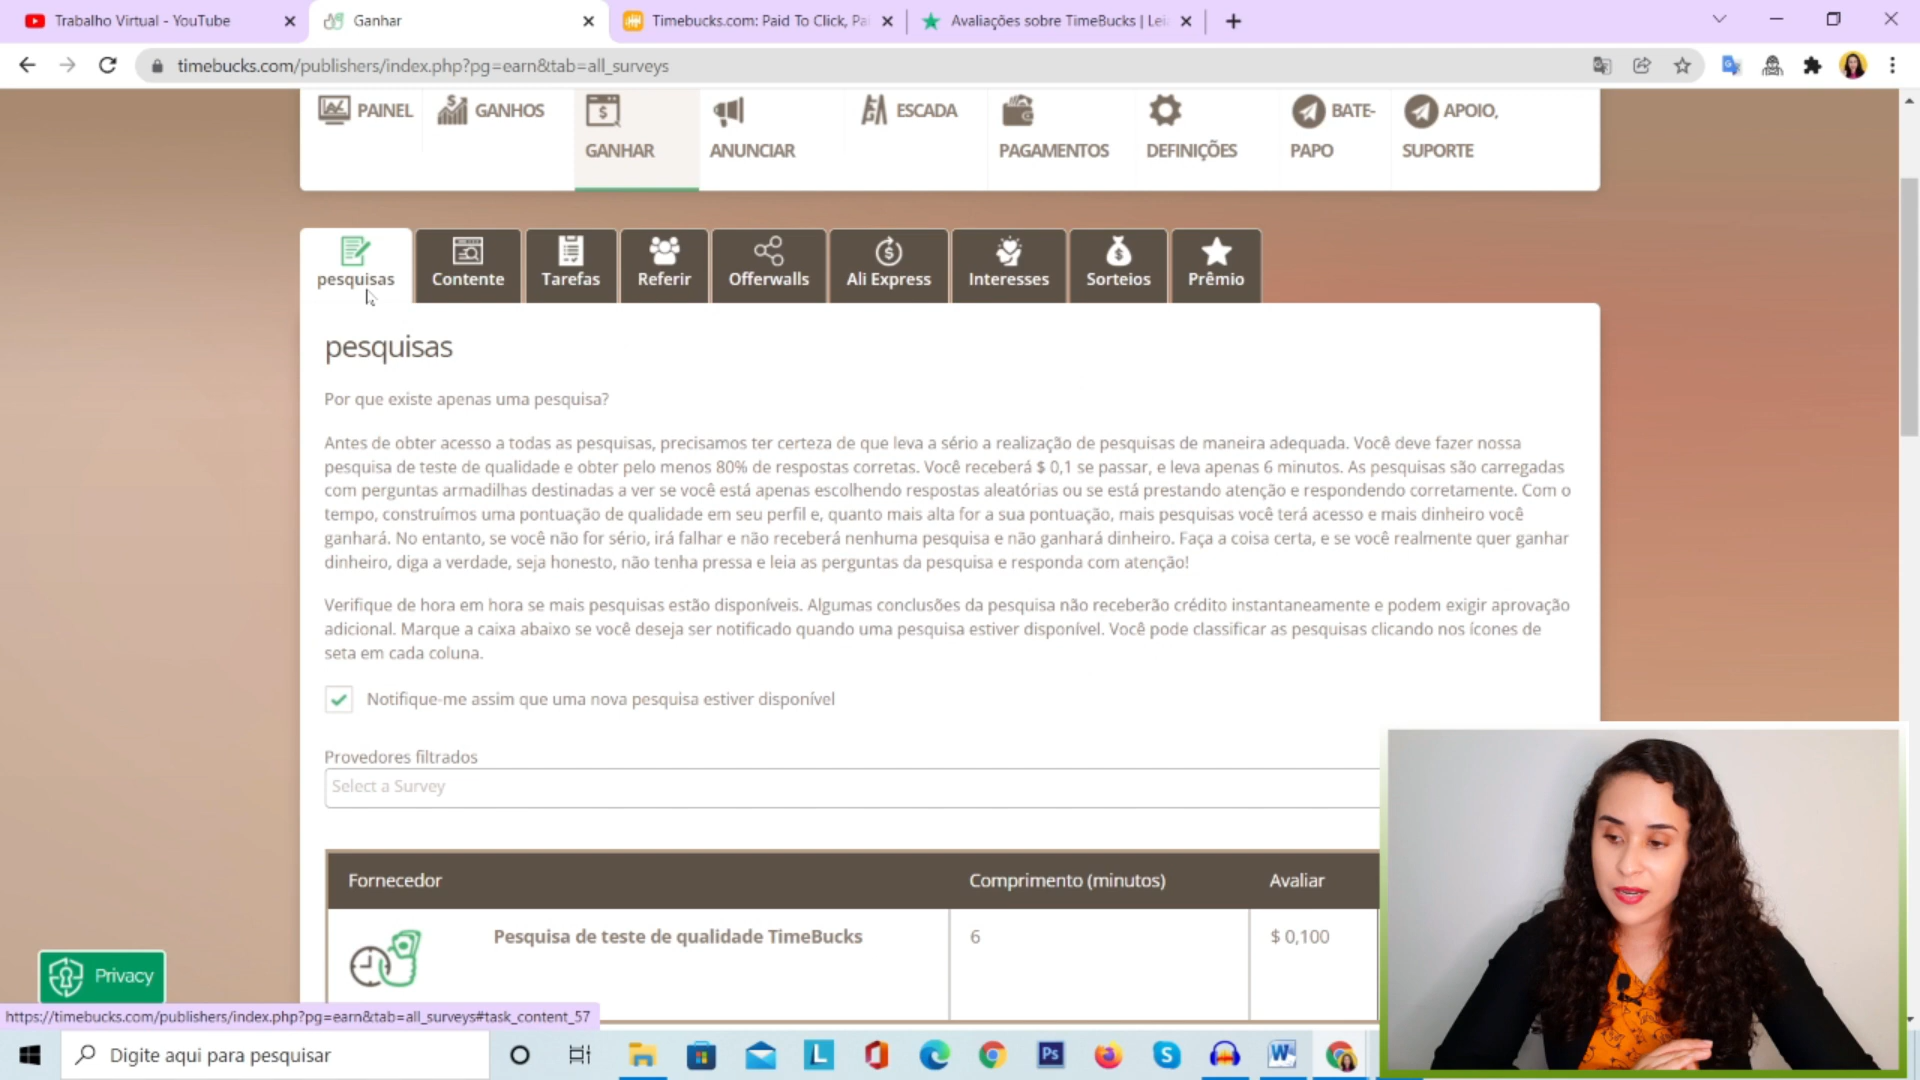 Trabalho Virtual - YouTube
Ganhar
Timebucks.com: Paid To Click, Pai
Avaliações sobre TimeBucks | Lei
timebucks.com/publishers/index.php?pg=earn&tab=all_surveys
PAINEL
GANHOS
GANHAR
ANUNCIAR
ESCADA
PAGAMENTOS
DEFINIÇÕES
BATE-
PAPO
APOIO,
SUPORTE
pesquisas
Contente
Tarefas
Referir
Offerwalls
Ali Express
Interesses
Sorteios
Prêmio
pesquisas
Por que existe apenas uma pesquisa?
Antes de obter acesso a todas as pesquisas, precisamos ter certeza de que leva a sério a realização de pesquisas de maneira adequada. Você deve fazer nossa
pesquisa de teste de qualidade e obter pelo menos 80% de respostas corretas. Você receberá $ 0,1 se passar, e leva apenas 6 minutos. As pesquisas são carregadas
com perguntas armadilhas destinadas a ver se você está apenas escolhendo respostas aleatórias ou se está prestando atenção e respondendo corretamente. Com o
tempo, construímos uma pontuação de qualidade em seu perfil e, quanto mais alta for a sua pontuação, mais pesquisas você terá acesso e mais dinheiro você
ganhará. No entanto, se você não for sério, irá falhar e não receberá nenhuma pesquisa e não ganhará dinheiro. Faça a coisa certa, e se você realmente quer ganhar
dinheiro, diga a verdade, seja honesto, não tenha pressa e leia as perguntas da pesquisa e responda com atenção!
Verifique de hora em hora se mais pesquisas estão disponíveis. Algumas conclusões da pesquisa não receberão crédito instantaneamente e podem exigir aprovação
adicional. Marque a caixa abaixo se você deseja ser notificado quando uma pesquisa estiver disponível. Você pode classificar as pesquisas clicando nos ícones de
seta em cada coluna.
Notifique-me assim que uma nova pesquisa estiver disponível
Provedores filtrados
Select a Survey
Fornecedor
Comprimento (minutos)
Avaliar
Pesquisa de teste de qualidade TimeBucks
6
$ 0,100
Privacy
https://timebucks.com/publishers/index.php?pg=earn&tab=all_surveys#task_content_57
Digite aqui para pesquisar